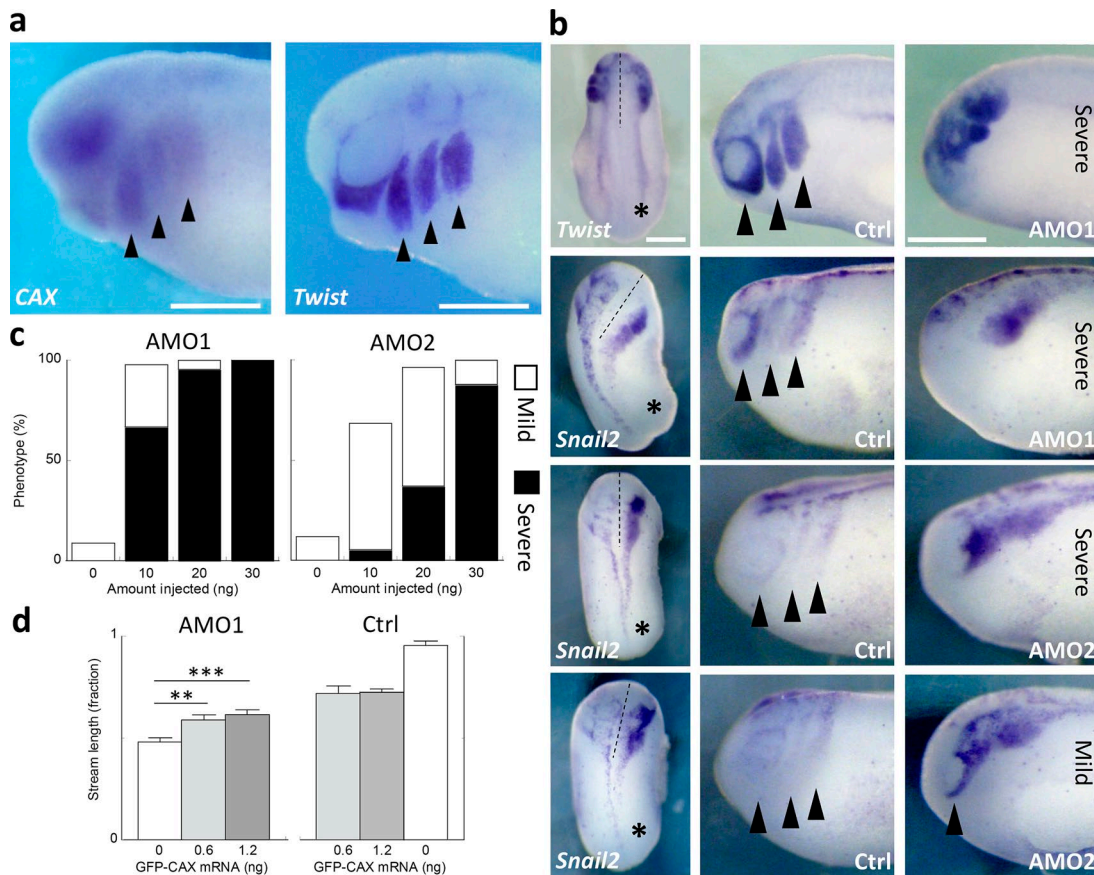 a
CAX
Twist
b
Twist
Ctrl
AMO1
Severe
Snail2
Ctrl
AMO1
Severe
Snail2
Ctrl
AMO2
Severe
Snail2
Ctrl
AMO2
Mild
*
*
*
*
c
AMO1
AMO2
100
50
0
Phenotype (%)
0 10 20 30
Amount injected (ng)
0 10 20 30
Amount injected (ng)
Mild
Severe
d
AMO1
Ctrl
1
0
Stream length (fraction)
***
**
0 0.6 1.2
GFP-CAX mRNA (ng)
0.6 1.2 0
GFP-CAX mRNA (ng)